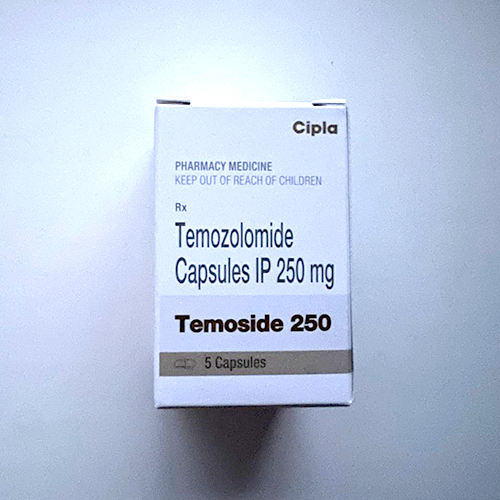 Cipla
PHARMACY MEDICINE
KEEP OUT OF REACH OF CHILDREN
Rx
Temozolomide
Capsules IP 250 mg
Temoside 250
5 Capsules